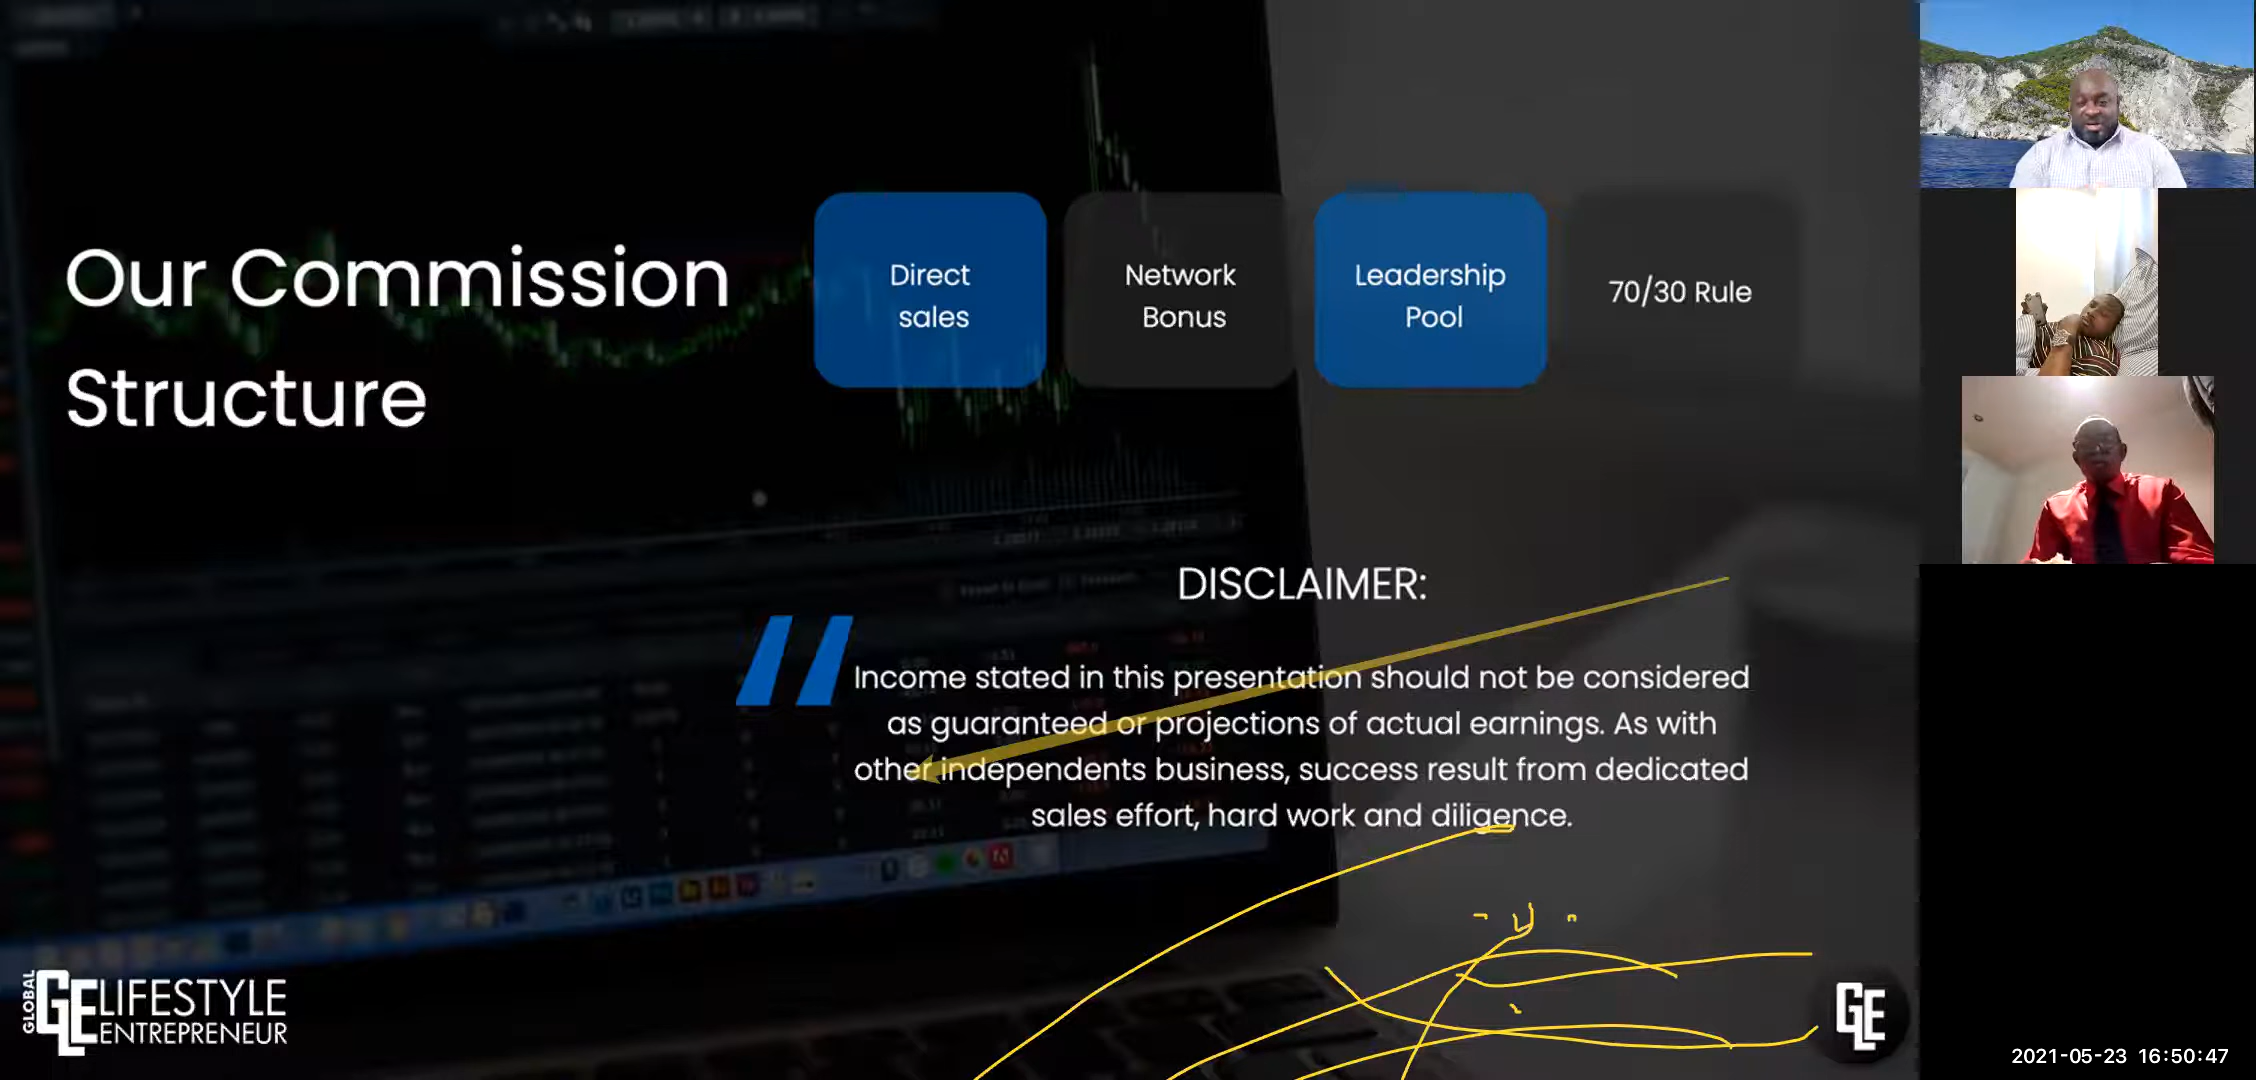 Our Commission
Structure
Direct
sales
Network
Bonus
Leadership
Pool
70/30 Rule
DISCLAIMER:
Income stated in this presentation should not be considered
as guaranteed or projections of actual earnings. As with
other independents business, success result from dedicated
sales effort, hard work and diligence.
GLOBAL
GLE LIFESTYLE
ENTREPRENEUR
GLE
2021-05-23 16:50:47